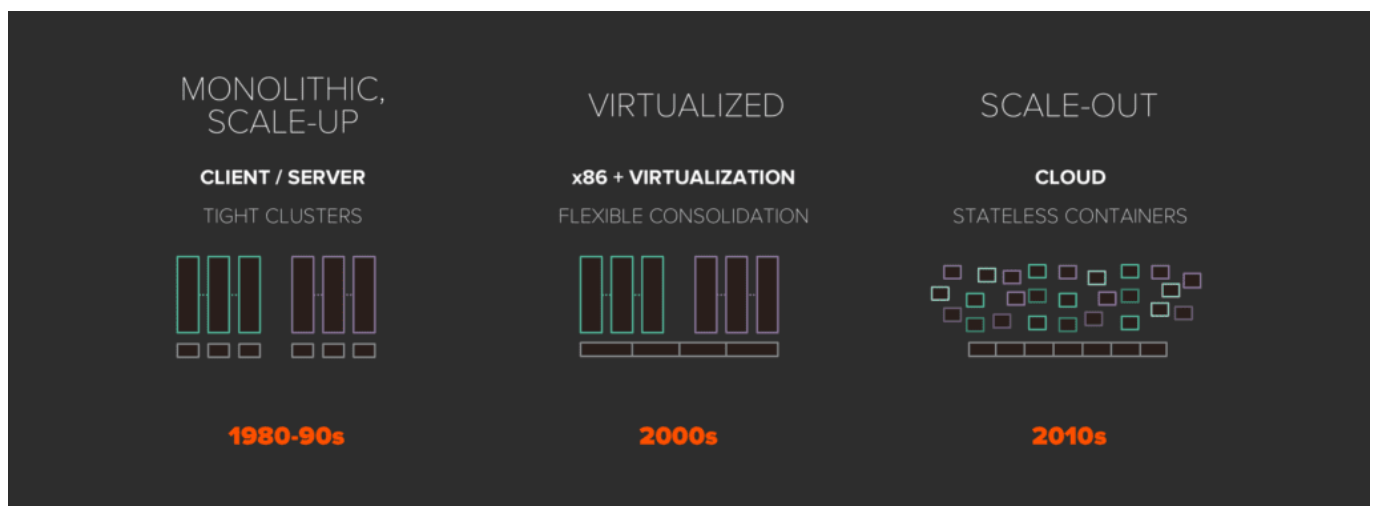 MONOLITHIC,
SCALE-UP
CLIENT / SERVER
TIGHT CLUSTERS
1980-90s
VIRTUALIZED
x86 + VIRTUALIZATION
FLEXIBLE CONSOLIDATION
2000s
SCALE-OUT
CLOUD
STATELESS CONTAINERS
2010s